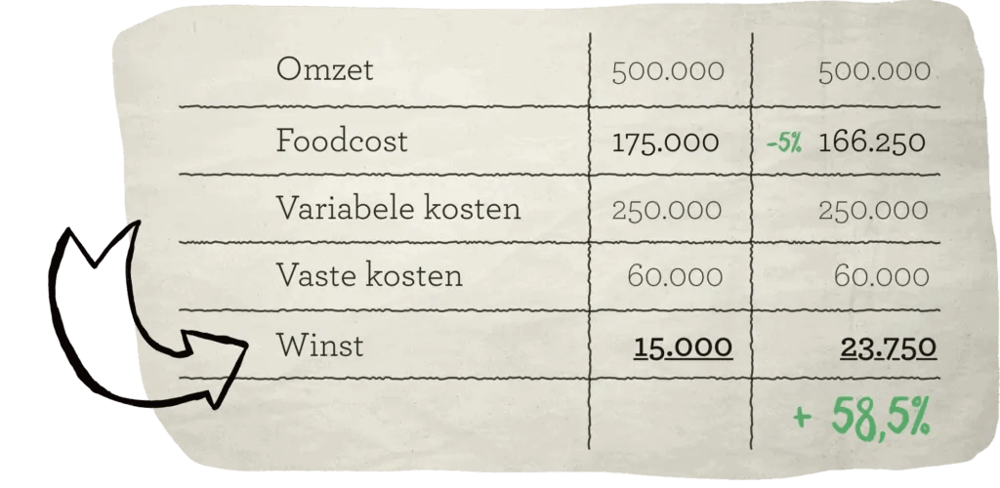 Omzet 500.000 500.000
Foodcost 175.000 -5% 166.250
Variabele kosten 250.000 250.000
Vaste kosten 60.000 60.000
Winst 15.000 23.750
+ 58,5%